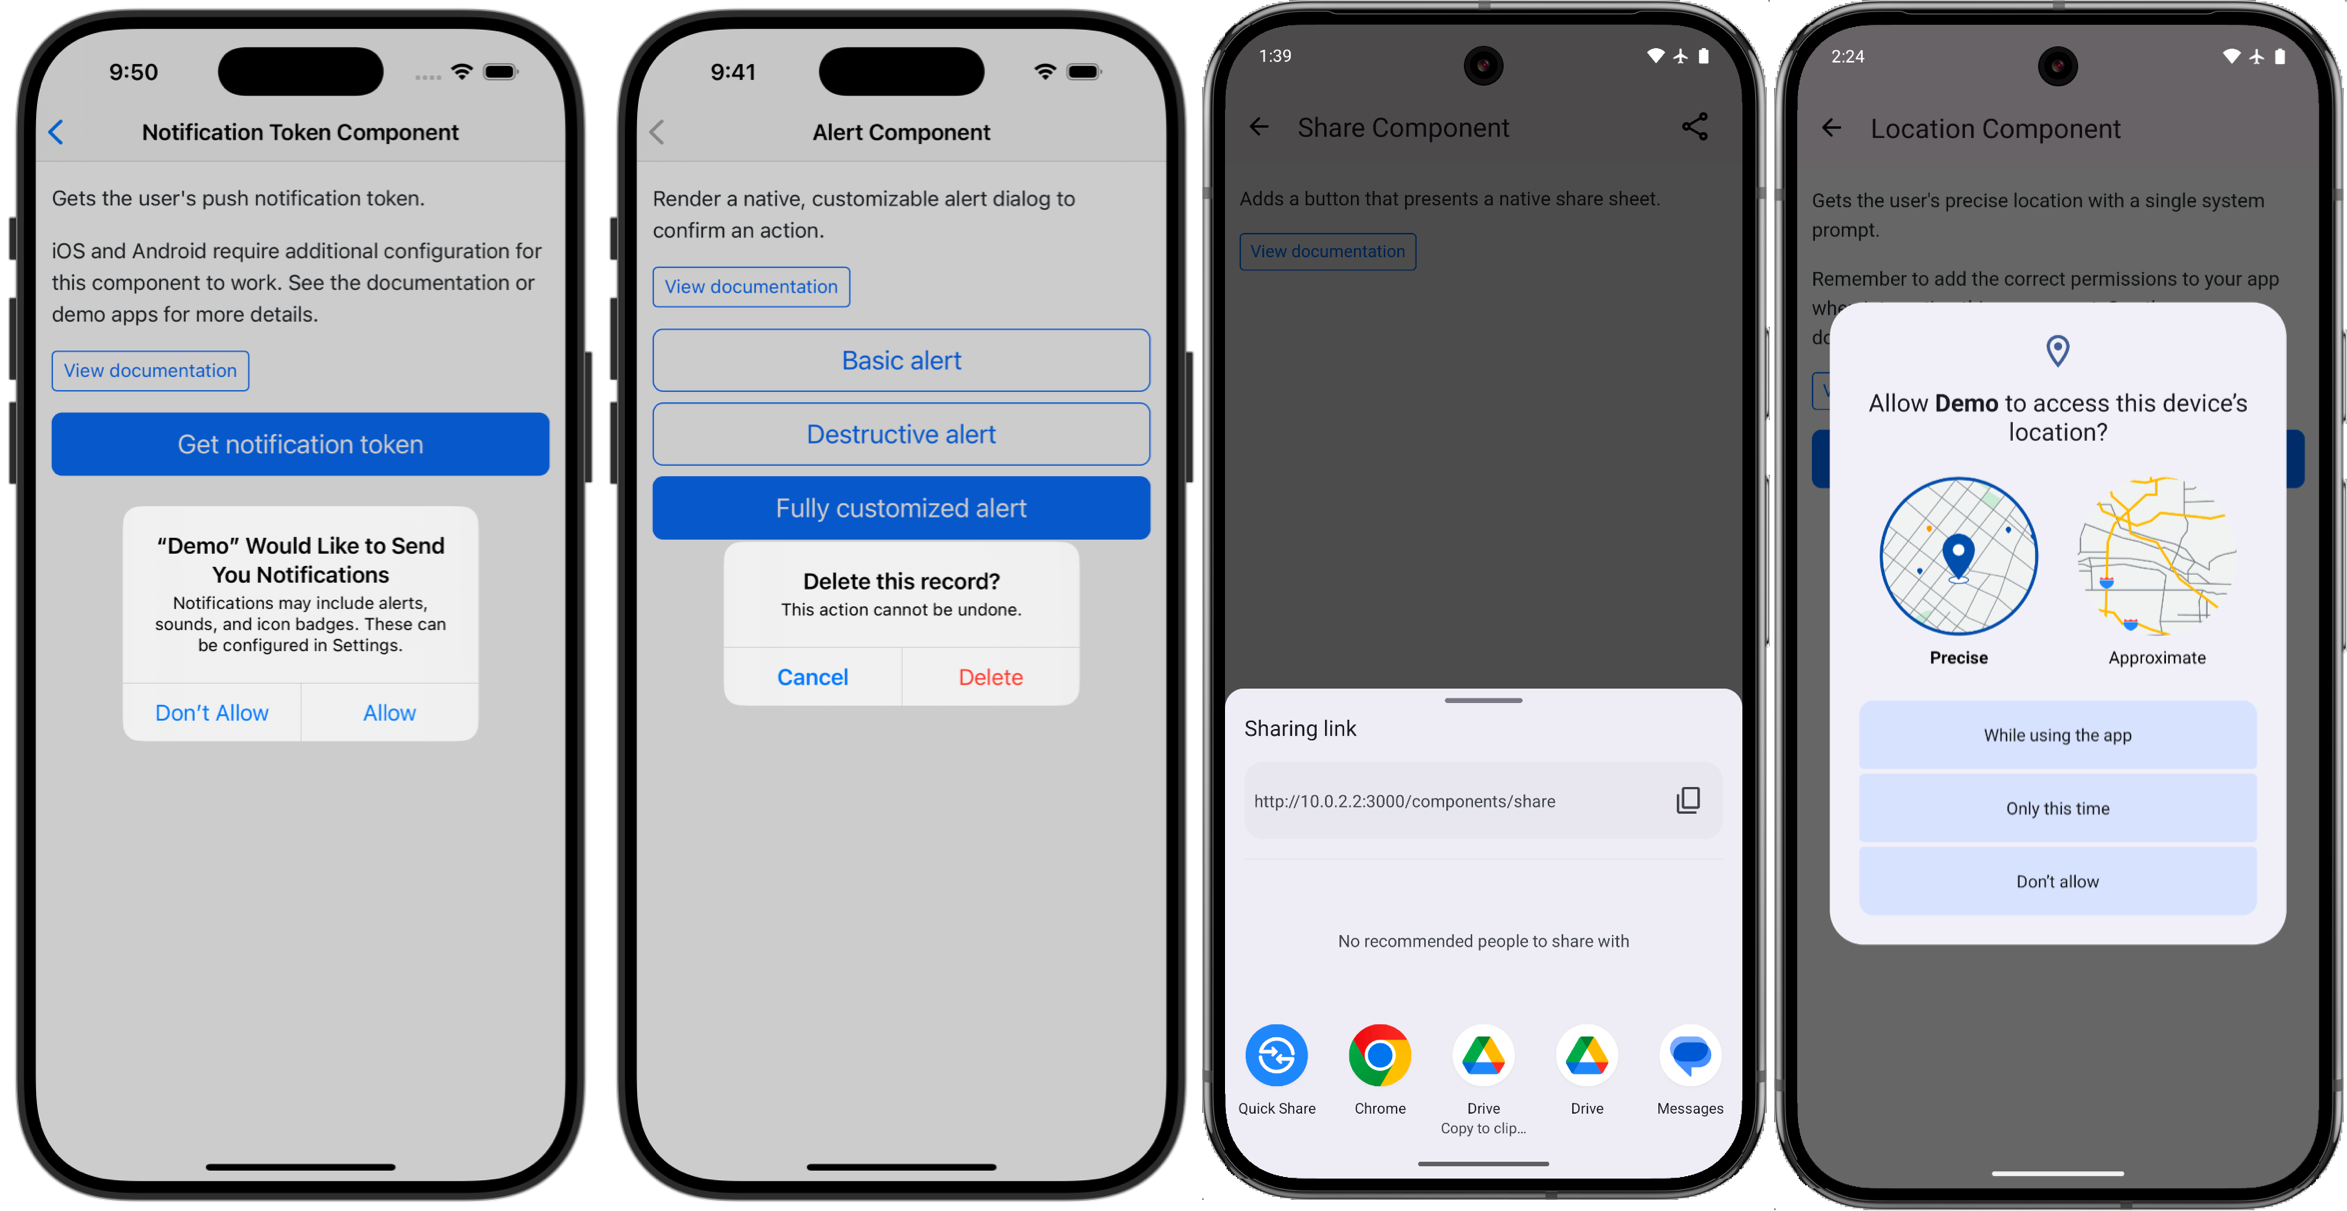 9:50
Notification Token Component
Gets the user's push notification token.
iOS and Android require additional configuration for
this component to work. See the documentation or
demo apps for more details.
View documentation
Get notification token
“Demo” Would Like to Send
You Notifications
Notifications may include alerts,
sounds, and icon badges. These can
be configured in Settings.
Don’t Allow
Allow
9:41
Alert Component
Render a native, customizable alert dialog to
confirm an action.
View documentation
Basic alert
Destructive alert
Fully customized alert
Delete this record?
This action cannot be undone.
Cancel
Delete
1:39
Share Component
Adds a button that presents a native share sheet.
View documentation
Sharing link
http://10.0.2.2:3000/components/share
No recommended people to share with
Quick Share
Chrome
Drive
Copy to clip…
Drive
Messages
2:24
Location Component
Gets the user's precise location with a single system
prompt.
Remember to add the correct permissions to your app
Allow Demo to access this device’s
location?
Precise
Approximate
While using the app
Only this time
Don’t allow